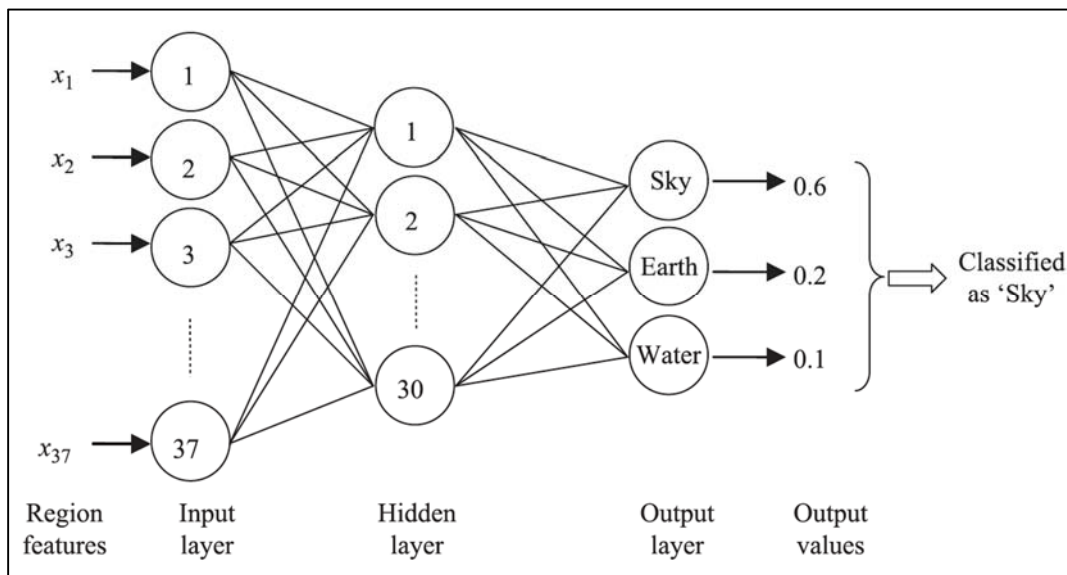 x1
x2
x3
x37
1
2
3
37
1
2
30
Sky
Earth
Water
0.6
0.2
0.1
Classified
as ‘Sky’
Region
features
Input
layer
Hidden
layer
Output
layer
Output
values